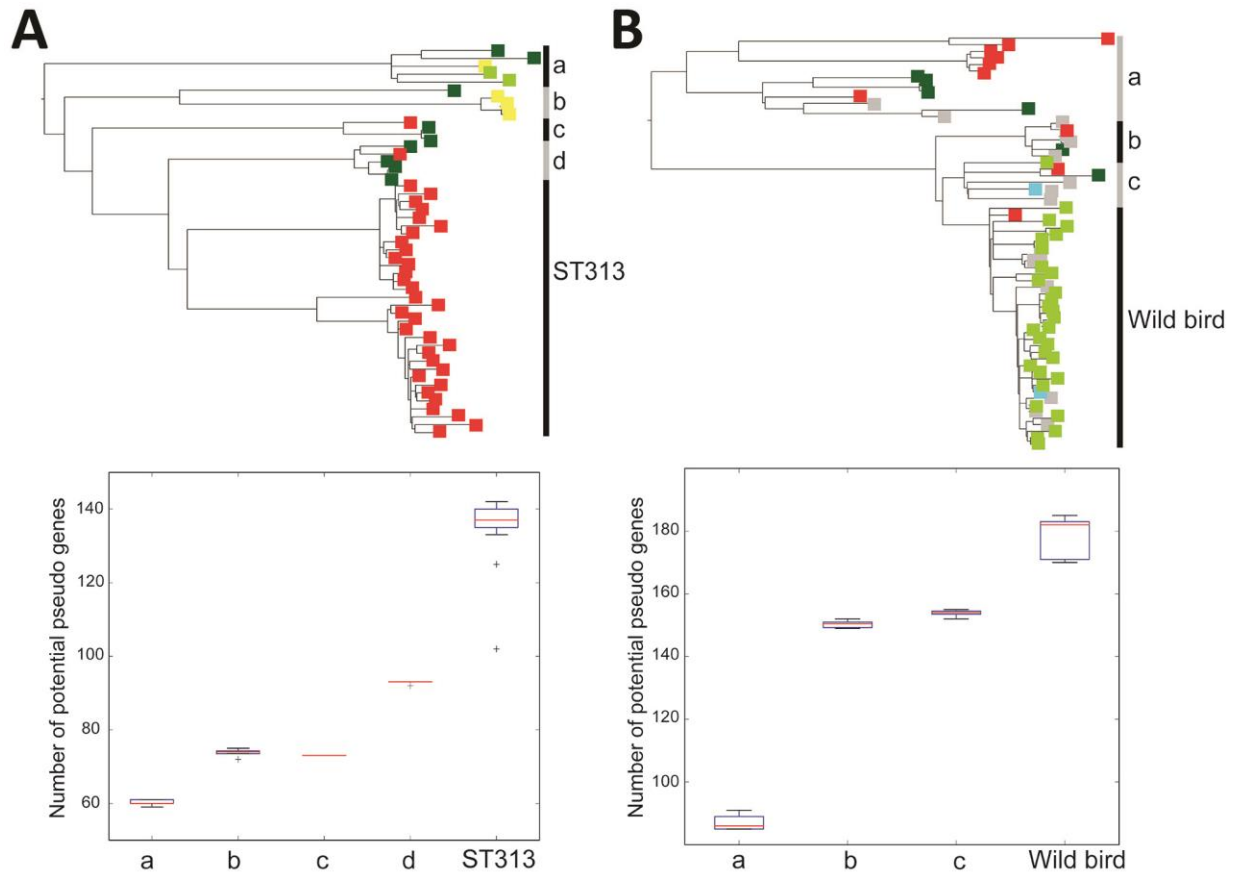 A
a
b
c
d
ST313
B
a
b
c
Wild bird
Number of potential pseudo genes
140
120
100
80
60
a b c d ST313
Number of potential pseudo genes
180
160
140
120
100
a b c Wild bird